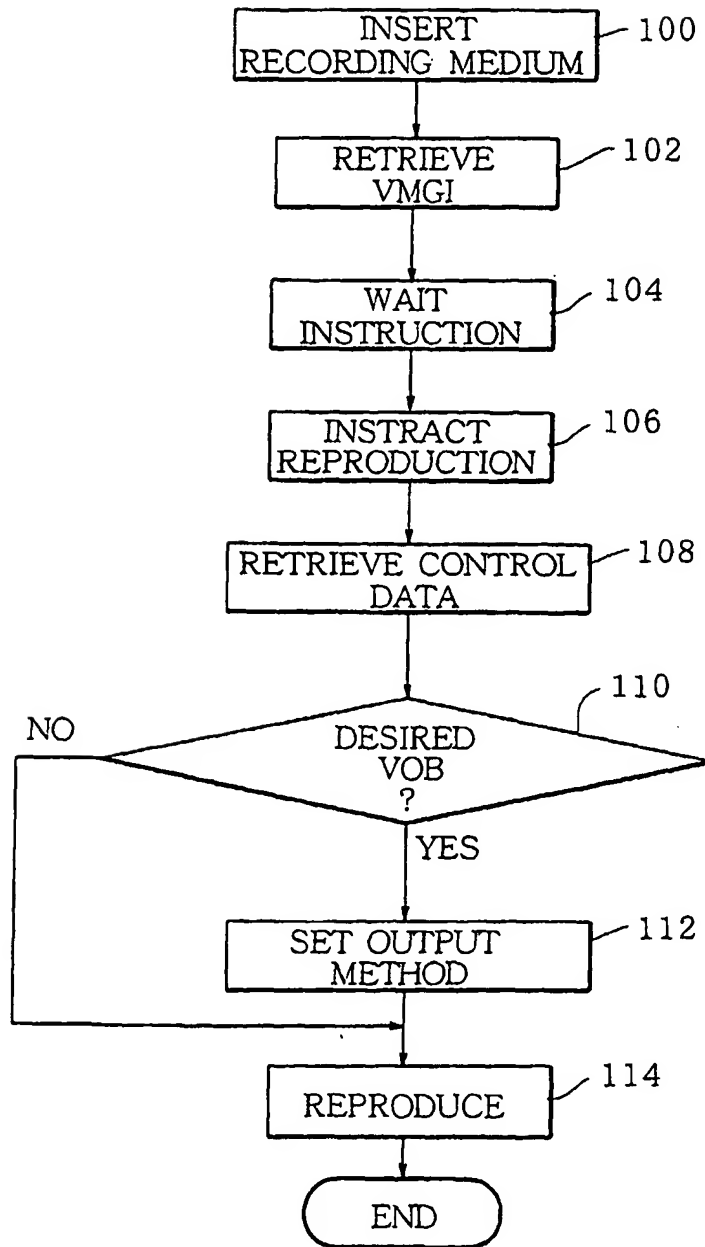 INSERT
RECORDING MEDIUM
100
RETRIEVE
VMGI
102
WAIT
INSTRUCTION
104
INSTRACT
REPRODUCTION
106
RETRIEVE CONTROL
DATA
108
110
NO
DESIRED
VOB
?
YES
SET OUTPUT
METHOD
112
REPRODUCE
114
END